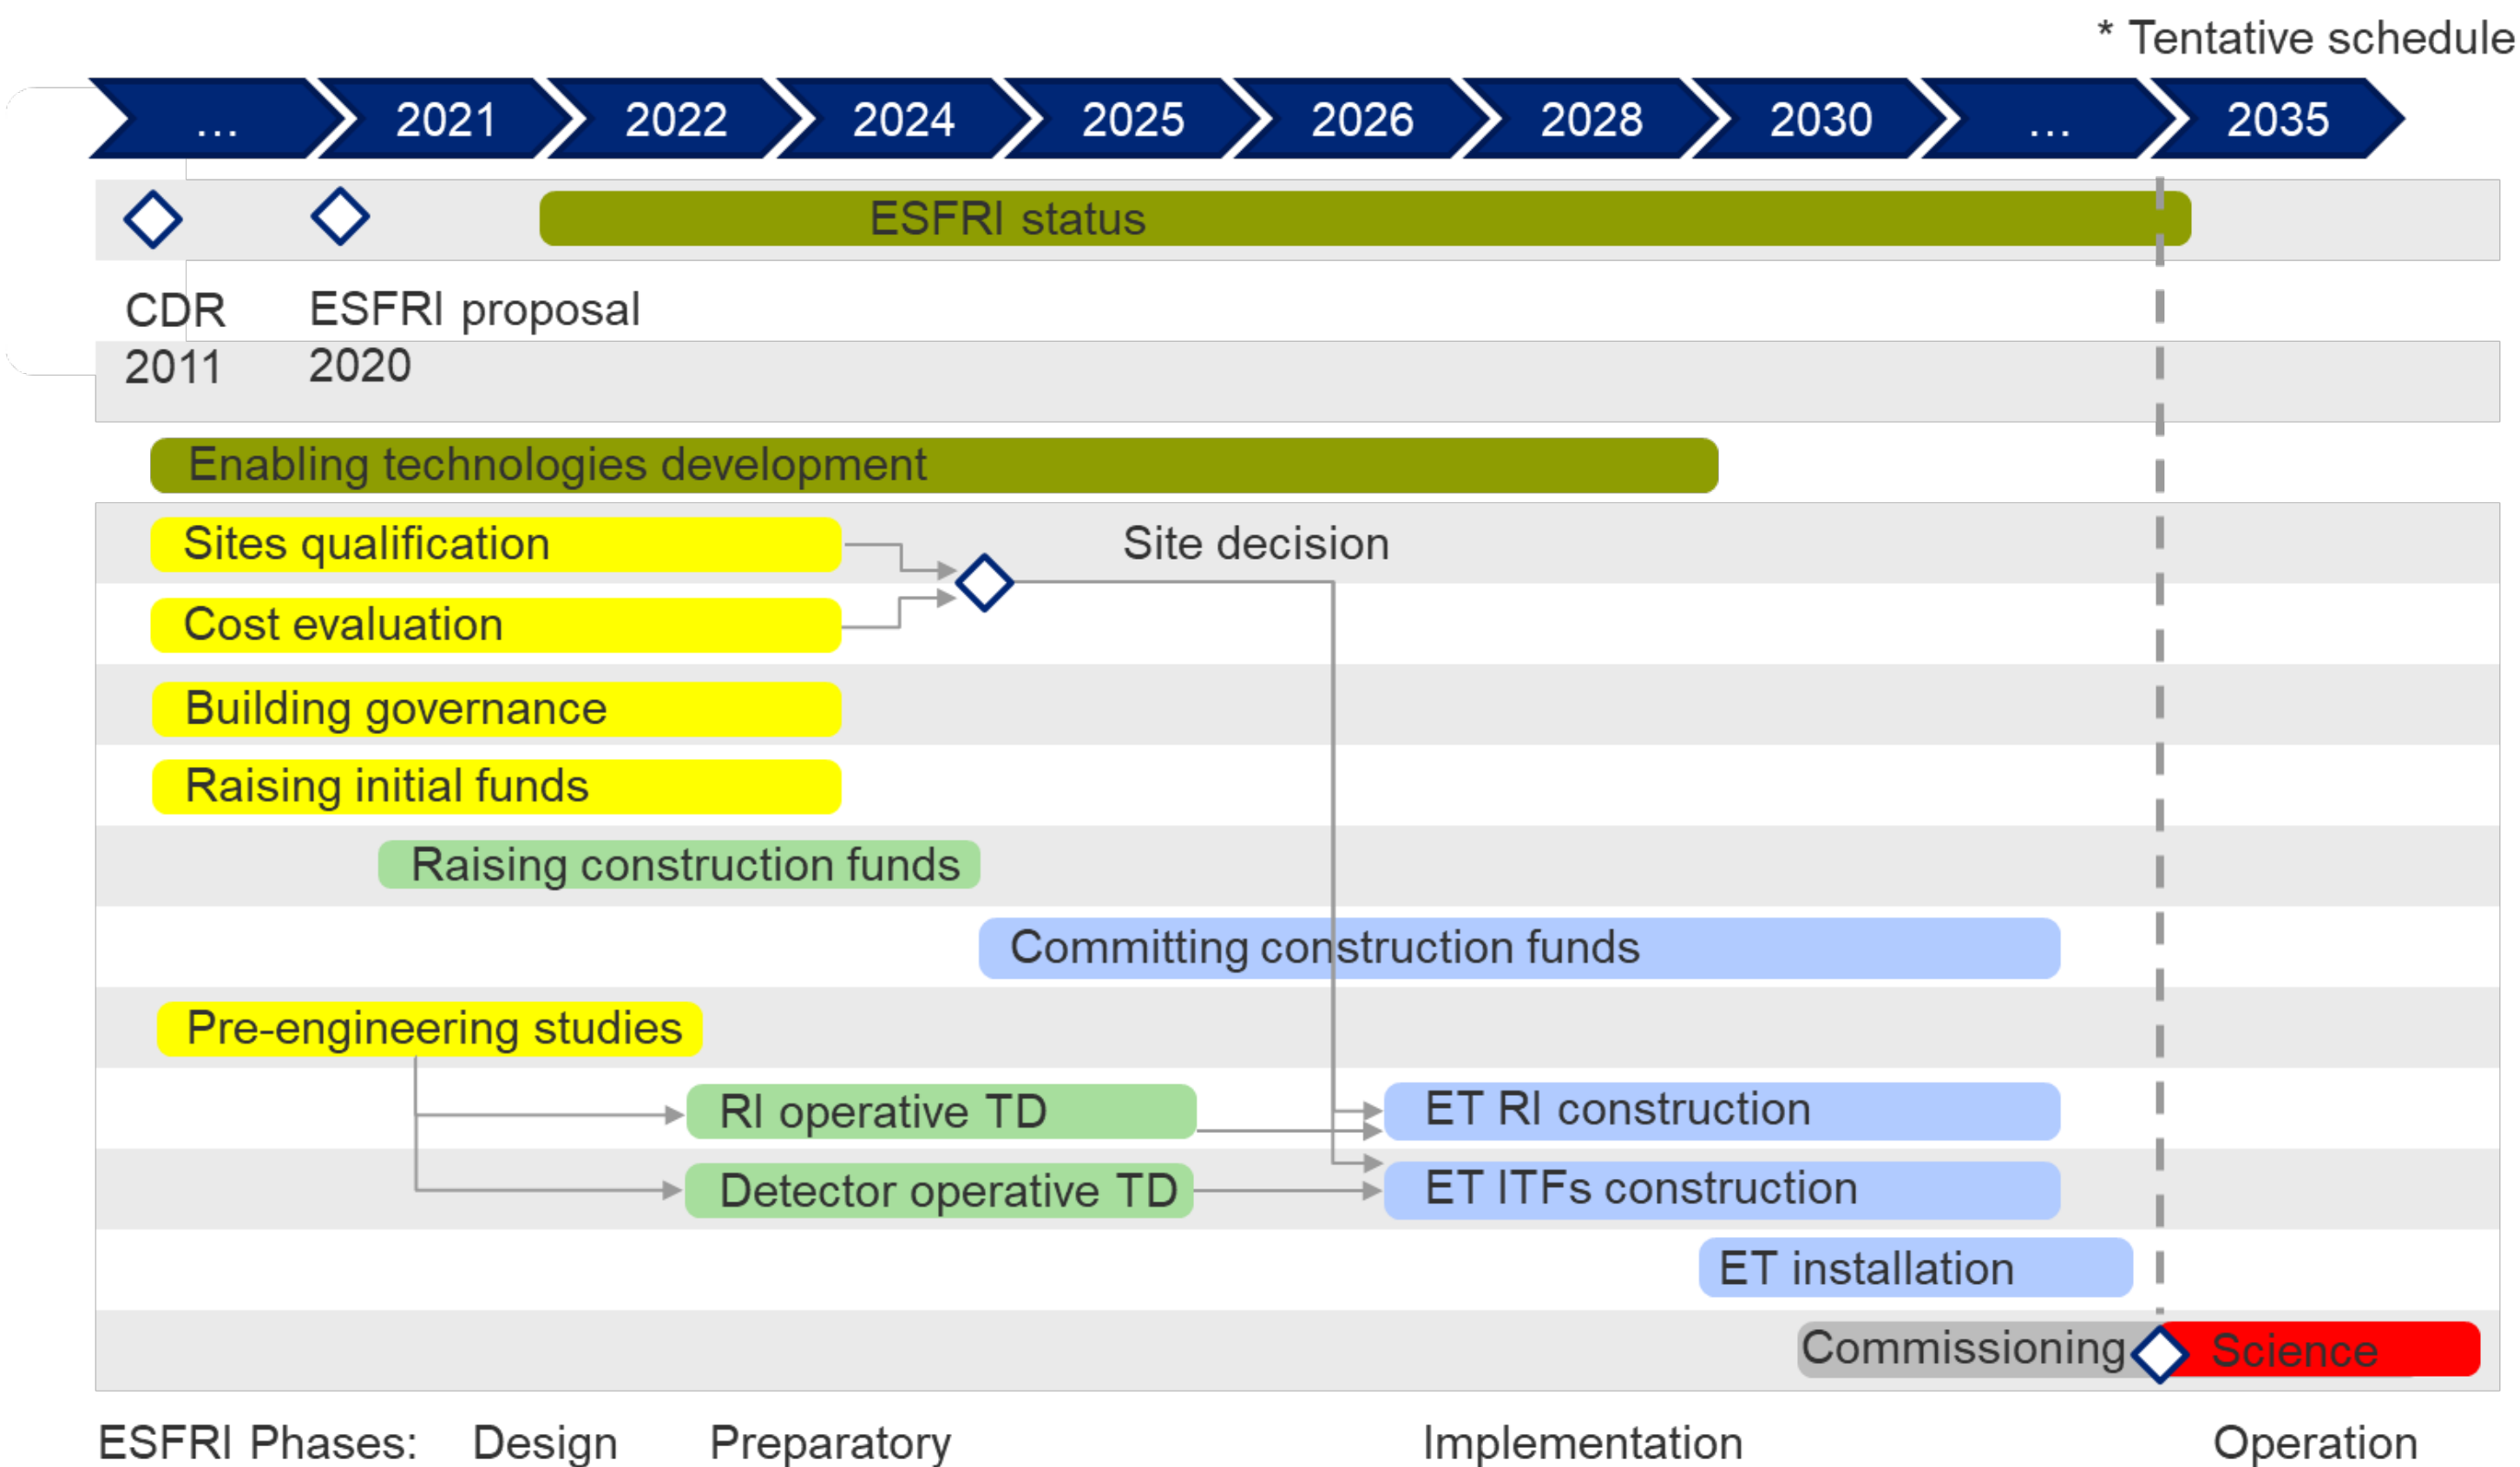 * Tentative schedule
... 2021 2022 2024 2025 2026 2028 2030 ... 2035
ESFRI status
CDR
2011
ESFRI proposal
2020
Enabling technologies development
Sites qualification
Site decision
Cost evaluation
Building governance
Raising initial funds
Raising construction funds
Committing construction funds
Pre-engineering studies
RI operative TD
ET RI construction
Detector operative TD
ET ITFs construction
ET installation
Commissioning
Science
ESFRI Phases: Design Preparatory Implementation Operation